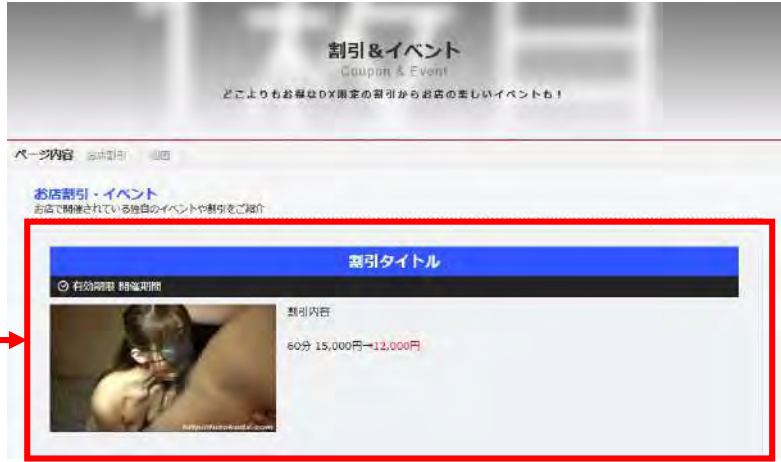 割引&イベント
Coupon & Event
どこよりもお得なDX限定の割引からお店の楽しいイベントも!
ページ内容 お店割引
お店割引・イベント
お店で開催されている独自のイベントや割引をご紹介
割引タイトル
有効期限 開催期間
割引内容
60分 15,000円→12,000円